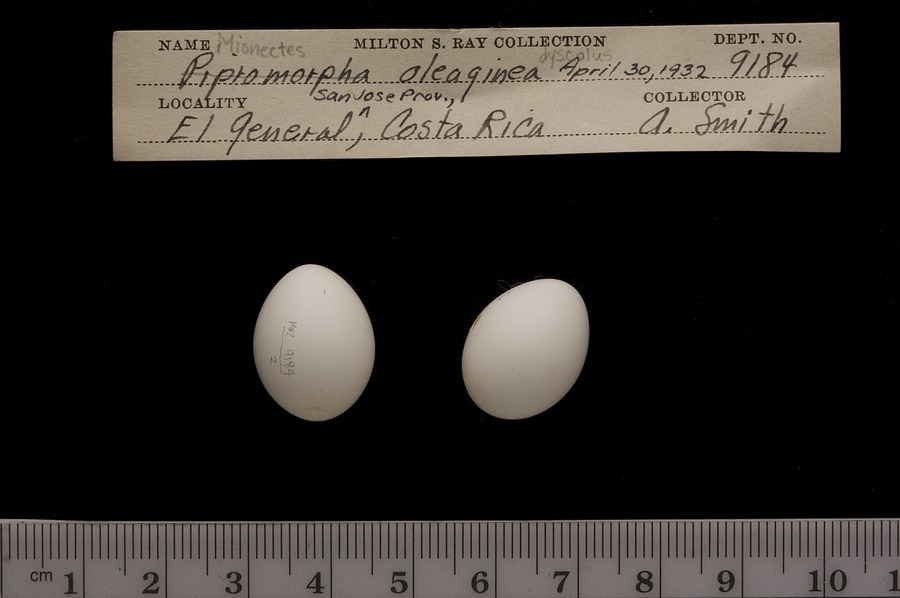 NAME Mionectes MILTON S. RAY COLLECTION DEPT. NO.
Pipromorpha oleaginea dyscolus April 30, 1932 9184
LOCALITY San Jose Prov., COLLECTOR
El General, ^ Costa Rica A. Smith
9184
2
cm 1 2 3 4 5 6 7 8 9 10 1